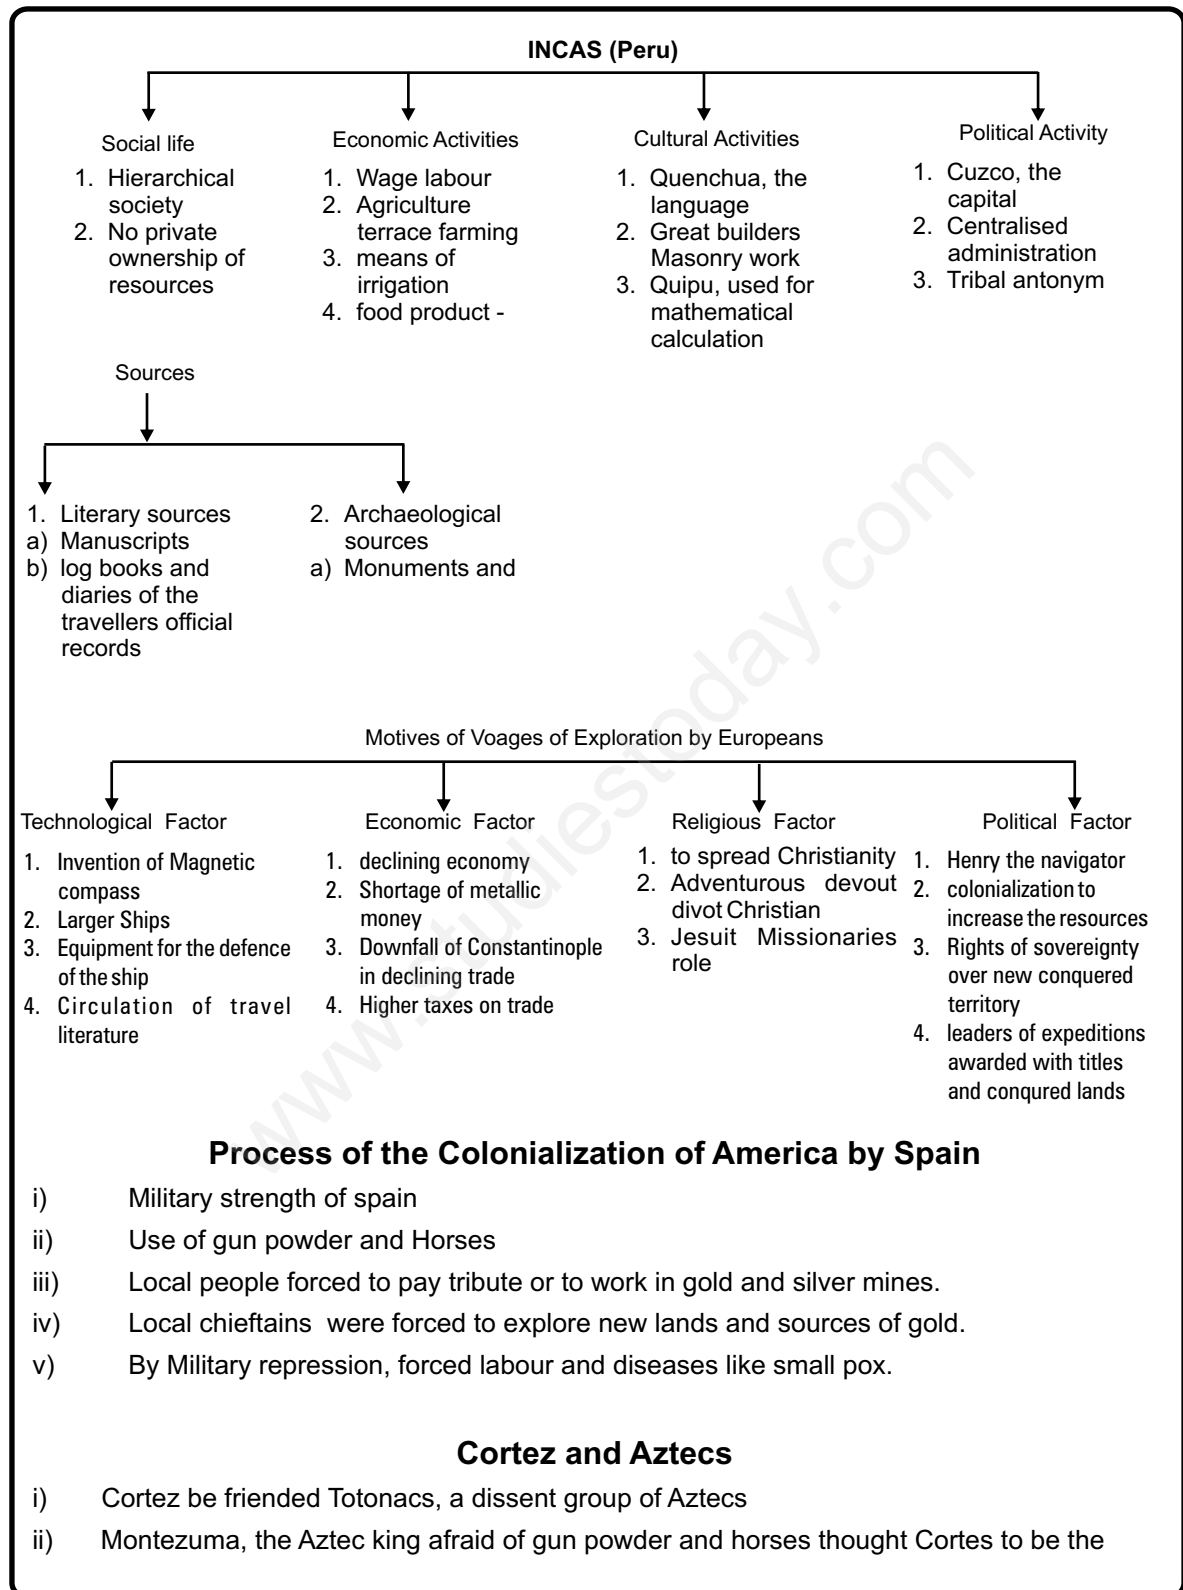 INCAS (Peru)
Social life
1. Hierarchical
society
2. No private
ownership of
resources
Economic Activities
1. Wage labour
2. Agriculture
terrace farming
3. means of
irrigation
4. food product -
Cultural Activities
1. Quenchua, the
language
2. Great builders
Masonry work
3. Quipu, used for
mathematical
calculation
Political Activity
1. Cuzco, the
capital
2. Centralised
administration
3. Tribal antonym
Sources
1. Literary sources
a) Manuscripts
b) log books and
diaries of the
travellers official
records
2. Archaeological
sources
a) Monuments and
Motives of Voages of Exploration by Europeans
Technological Factor
1. Invention of Magnetic
compass
2. Larger Ships
3. Equipment for the defence
of the ship
4. Circulation of travel
literature
Economic Factor
1. declining economy
2. Shortage of metallic
money
3. Downfall of Constantinople
in declining trade
4. Higher taxes on trade
Religious Factor
1. to spread Christianity
2. Adventurous devout
divot Christian
3. Jesuit Missionaries
role
Political Factor
1. Henry the navigator
2. colonialization to
increase the resources
3. Rights of sovereignty
over new conquered
territory
4. leaders of expeditions
awarded with titles
and conqured lands
Process of the Colonialization of America by Spain
i) Military strength of spain
ii) Use of gun powder and Horses
iii) Local people forced to pay tribute or to work in gold and silver mines.
iv) Local chieftains were forced to explore new lands and sources of gold.
v) By Military repression, forced labour and diseases like small pox.
Cortez and Aztecs
i) Cortez be friended Totonacs, a dissent group of Aztecs
ii) Montezuma, the Aztec king afraid of gun powder and horses thought Cortes to be the
www.studiestoday.com